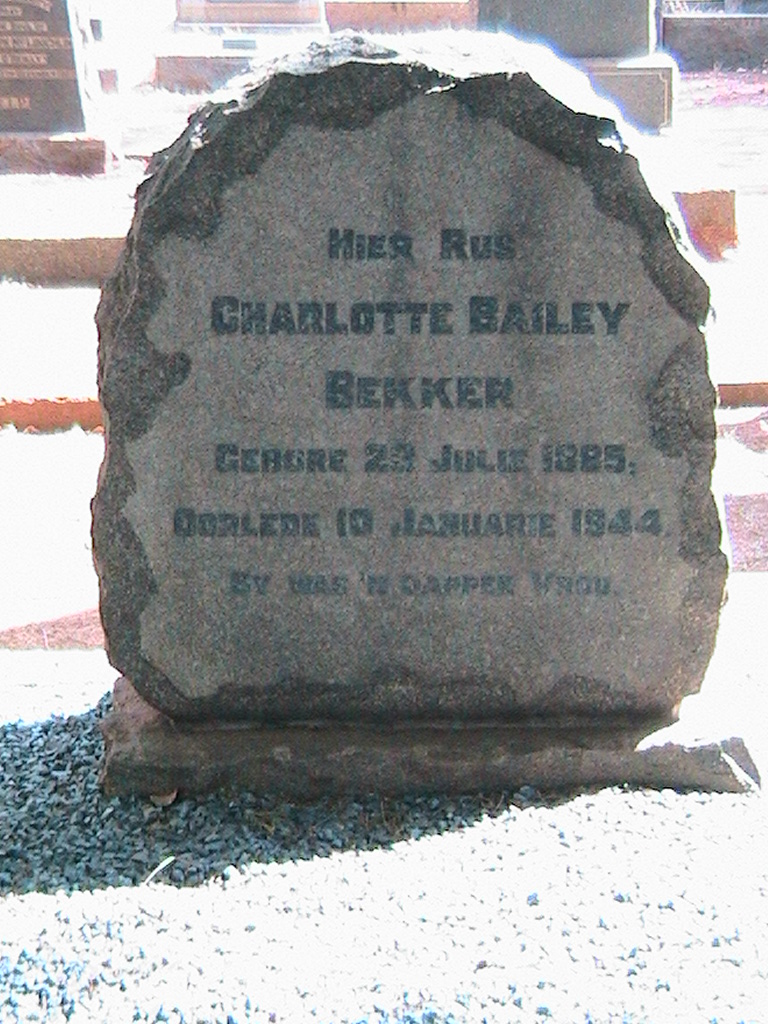 HIER RUS
CHARLOTTE BAILEY
BEKKER
GEBORE 29 JULIE 1885,
OORLEDE 10 JANUARIE 1944.
SY WAS 'N DAPPER VROU.